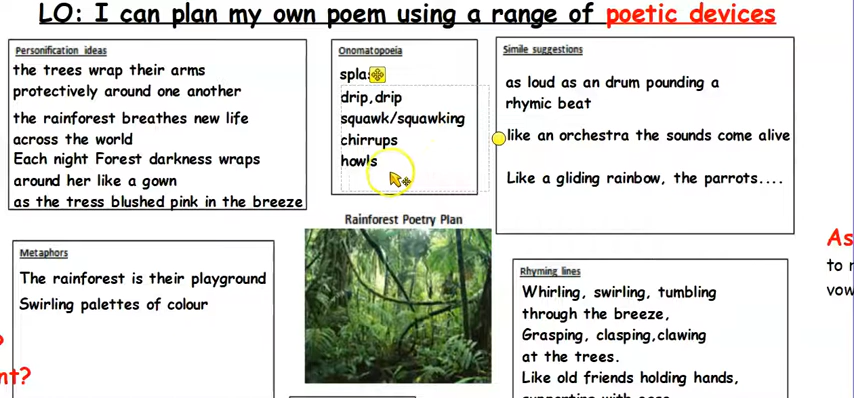 LO: I can plan my own poem using a range of poetic devices
Personification ideas
the trees wrap their arms
protectively around one another
the rainforest breathes new life
across the world
Each night Forest darkness wraps
around her like a gown
as the tress blushed pink in the breeze
Onomatopoeia
drip,drip
squawk/squawking
chirrups
howls
Simile suggestions
as loud as an drum pounding a
rhymic beat
like an orchestra the sounds come alive
Like a gliding rainbow, the parrots....
Rainforest Poetry Plan
Metaphors
The rainforest is their playground
Swirling palettes of colour
Rhyming lines
Whirling, swirling, tumbling
through the breeze,
Grasping, clasping,clawing
at the trees.
Like old friends holding hands,
As
to